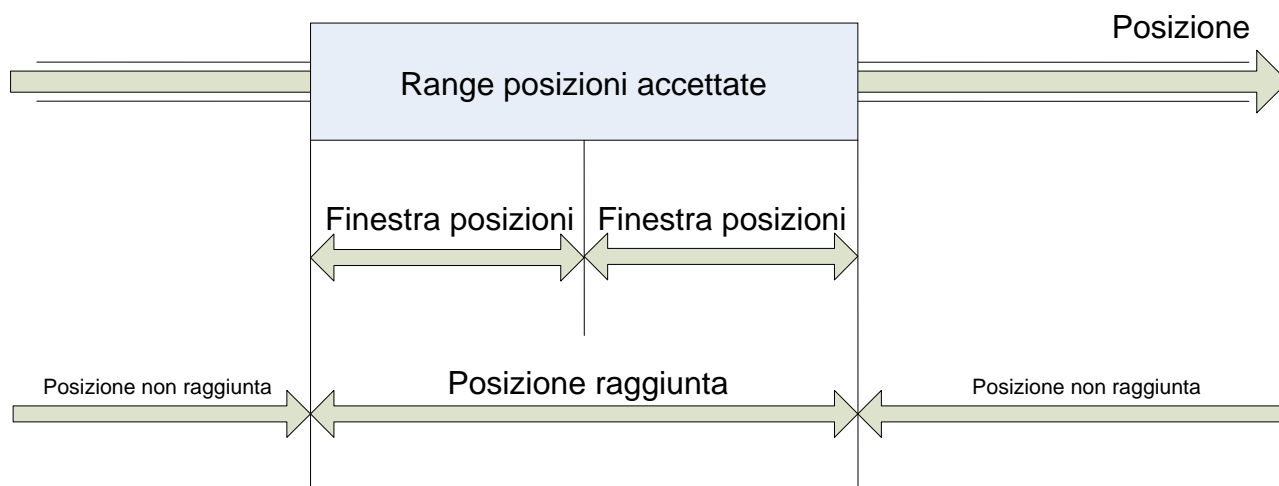 Posizione
Range posizioni accettate
Finestra posizioni
Finestra posizioni
Posizione non raggiunta
Posizione raggiunta
Posizione non raggiunta